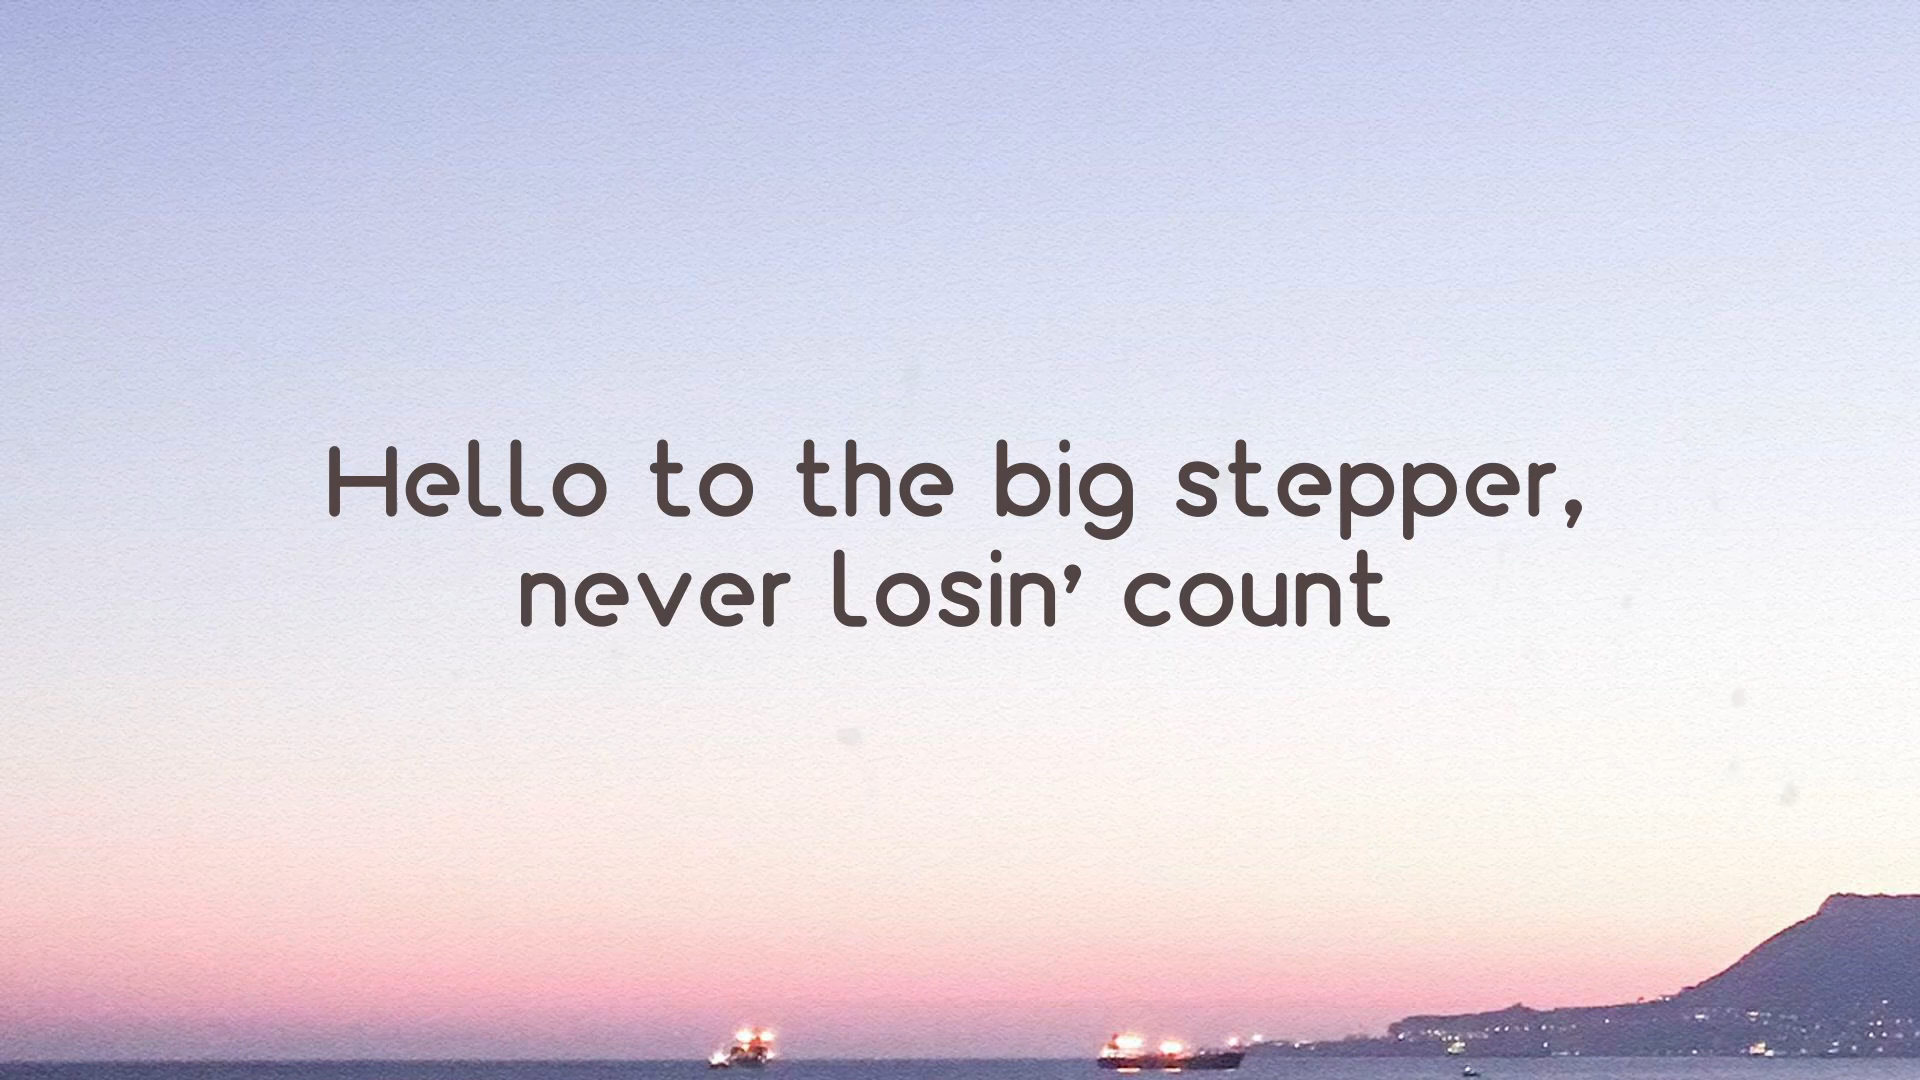 Hello to the big stepper,
never losin’ count